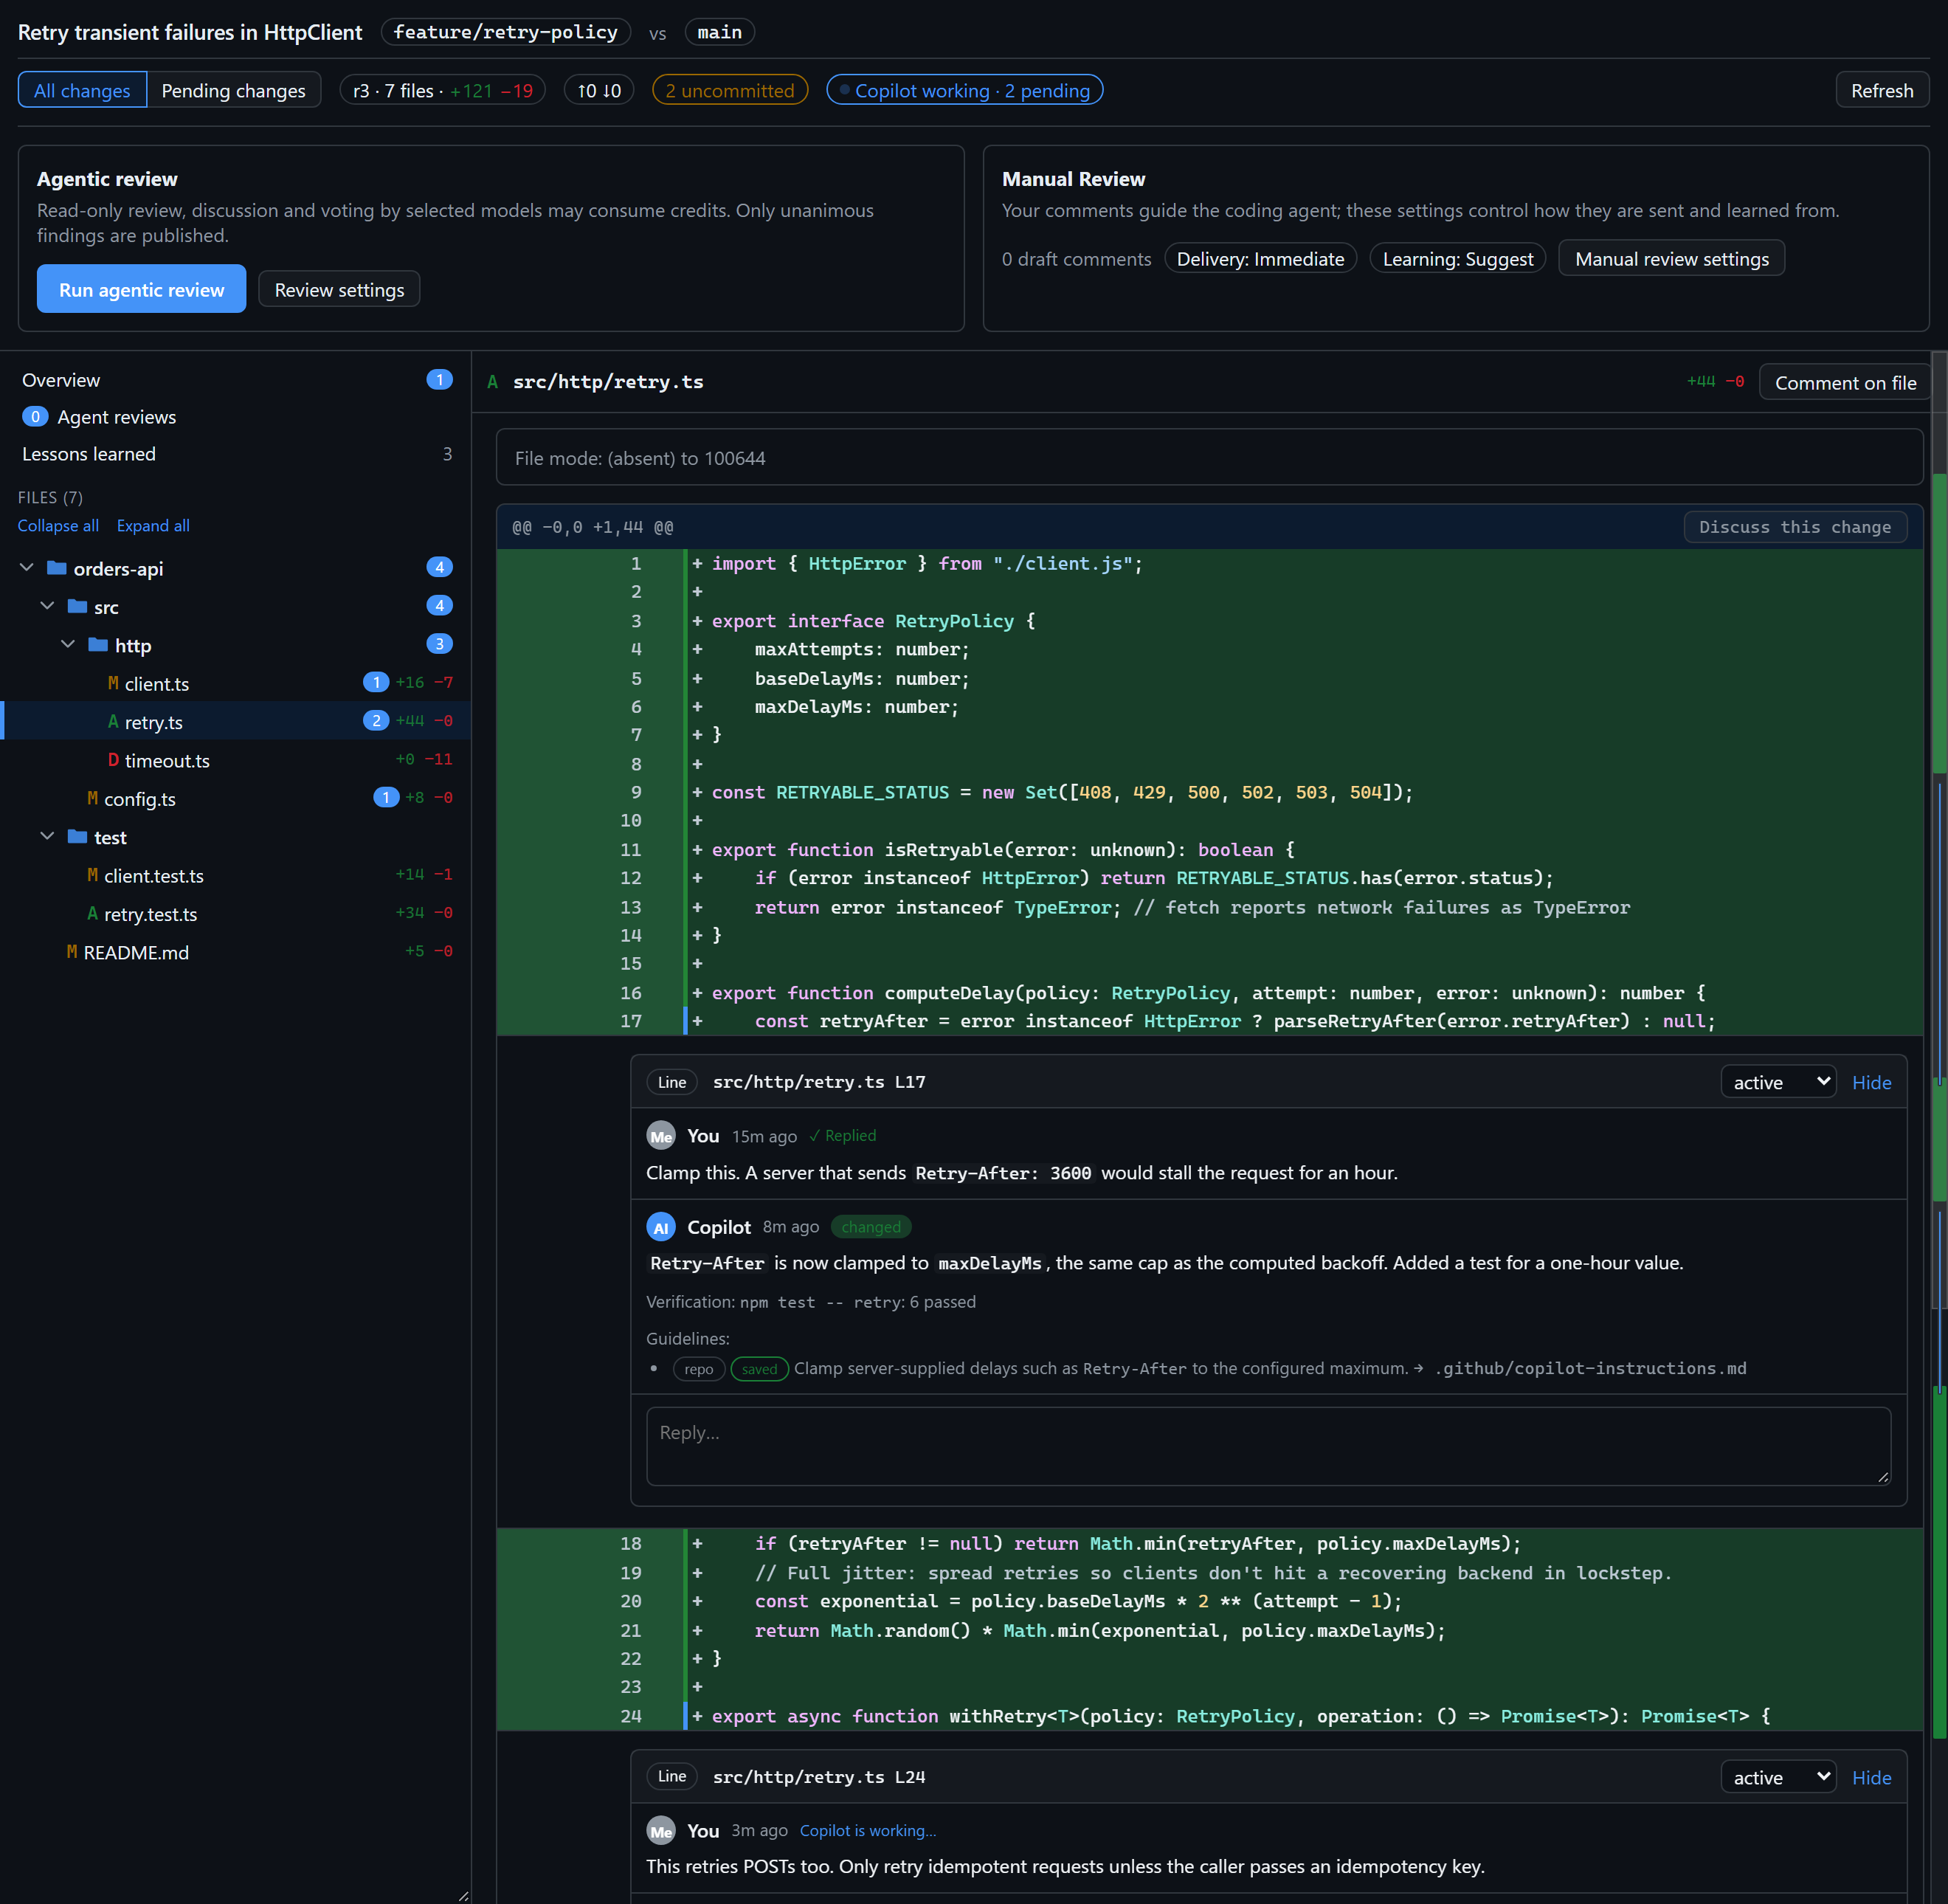 Retry transient failures in HttpClient feature/retry-policy vs main
All changes Pending changes r3 · 7 files · +121 −19 ↑0 ↓0 2 uncommitted Copilot working · 2 pending Refresh
Agentic review
Read-only review, discussion and voting by selected models may consume credits. Only unanimous
findings are published.
Run agentic review Review settings
Manual Review
Your comments guide the coding agent; these settings control how they are sent and learned from.
0 draft comments Delivery: Immediate Learning: Suggest Manual review settings
Overview 1
0 Agent reviews
Lessons learned 3
FILES (7)
Collapse all Expand all
orders-api 4
src 4
http 3
M client.ts 1 +16 −7
A retry.ts 2 +44 −0
D timeout.ts +0 −11
M config.ts 1 +8 −0
test
M client.test.ts +14 −1
A retry.test.ts +34 −0
M README.md +5 −0
A src/http/retry.ts +44 −0 Comment on file
File mode: (absent) to 100644
@@ −0,0 +1,44 @@ Discuss this change
1 + import { HttpError } from "./client.js";
2 +
3 + export interface RetryPolicy {
4 + maxAttempts: number;
5 + baseDelayMs: number;
6 + maxDelayMs: number;
7 + }
8 +
9 + const RETRYABLE_STATUS = new Set([408, 429, 500, 502, 503, 504]);
10 +
11 + export function isRetryable(error: unknown): boolean {
12 + if (error instanceof HttpError) return RETRYABLE_STATUS.has(error.status);
13 + return error instanceof TypeError; // fetch reports network failures as TypeError
14 + }
15 +
16 + export function computeDelay(policy: RetryPolicy, attempt: number, error: unknown): number {
17 + const retryAfter = error instanceof HttpError ? parseRetryAfter(error.retryAfter) : null;
Line src/http/retry.ts L17 active Hide
Me You 15m ago ✓ Replied
Clamp this. A server that sends Retry-After: 3600 would stall the request for an hour.
AI Copilot 8m ago changed
Retry-After is now clamped to maxDelayMs, the same cap as the computed backoff. Added a test for a one-hour value.
Verification: npm test -- retry: 6 passed
Guidelines:
• repo saved Clamp server-supplied delays such as Retry-After to the configured maximum. → .github/copilot-instructions.md
Reply...
18 + if (retryAfter != null) return Math.min(retryAfter, policy.maxDelayMs);
19 + // Full jitter: spread retries so clients don't hit a recovering backend in lockstep.
20 + const exponential = policy.baseDelayMs * 2 ** (attempt − 1);
21 + return Math.random() * Math.min(exponential, policy.maxDelayMs);
22 + }
23 +
24 + export async function withRetry<T>(policy: RetryPolicy, operation: () => Promise<T>): Promise<T> {
Line src/http/retry.ts L24 active Hide
Me You 3m ago Copilot is working...
This retries POSTs too. Only retry idempotent requests unless the caller passes an idempotency key.